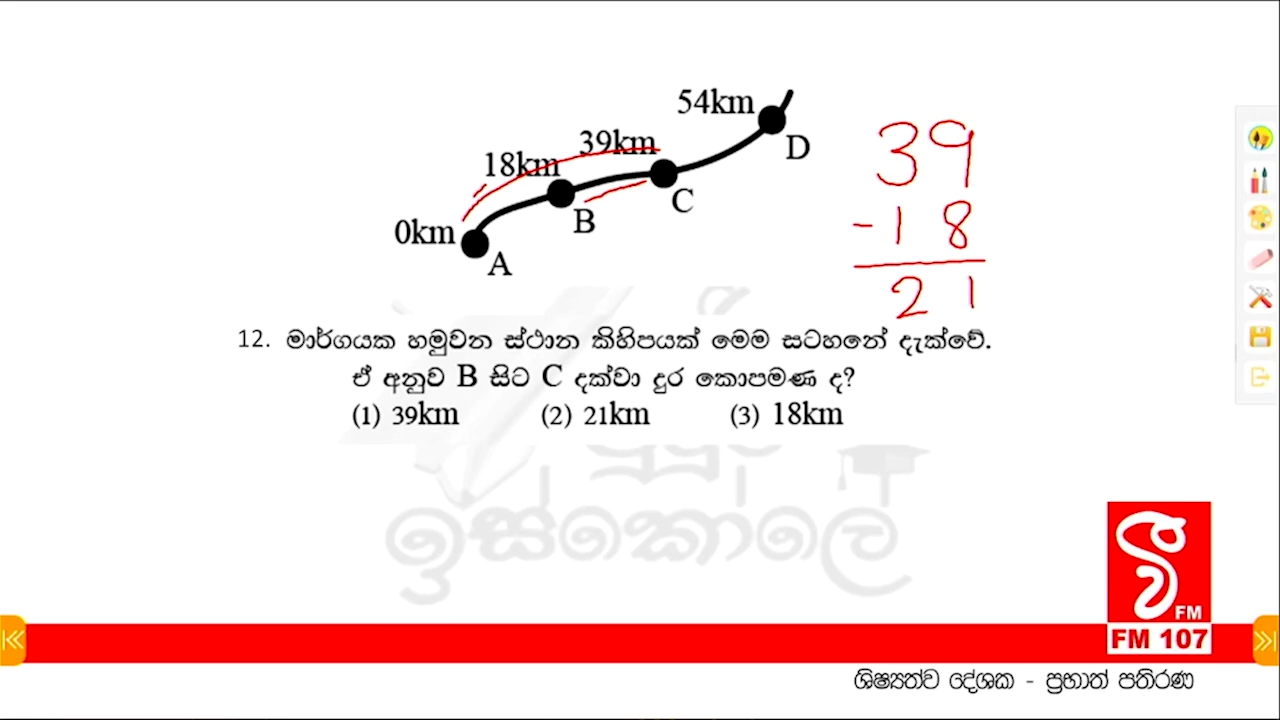 54km
D
39km
C
18km
B
0km
A
39
-18
21
12. මාර්ගයක හමුවන ස්ථාන කිහිපයක් මෙම සටහනේ දැක්වේ.
ඒ අනුව B සිට C දක්වා දුර කොපමණ ද?
(1) 39km (2) 21km (3) 18km
ඉස්කෝලෙ
FM
FM 107
ශිෂ්‍යත්ව දේශක - ප්‍රභාත් පතිරණ